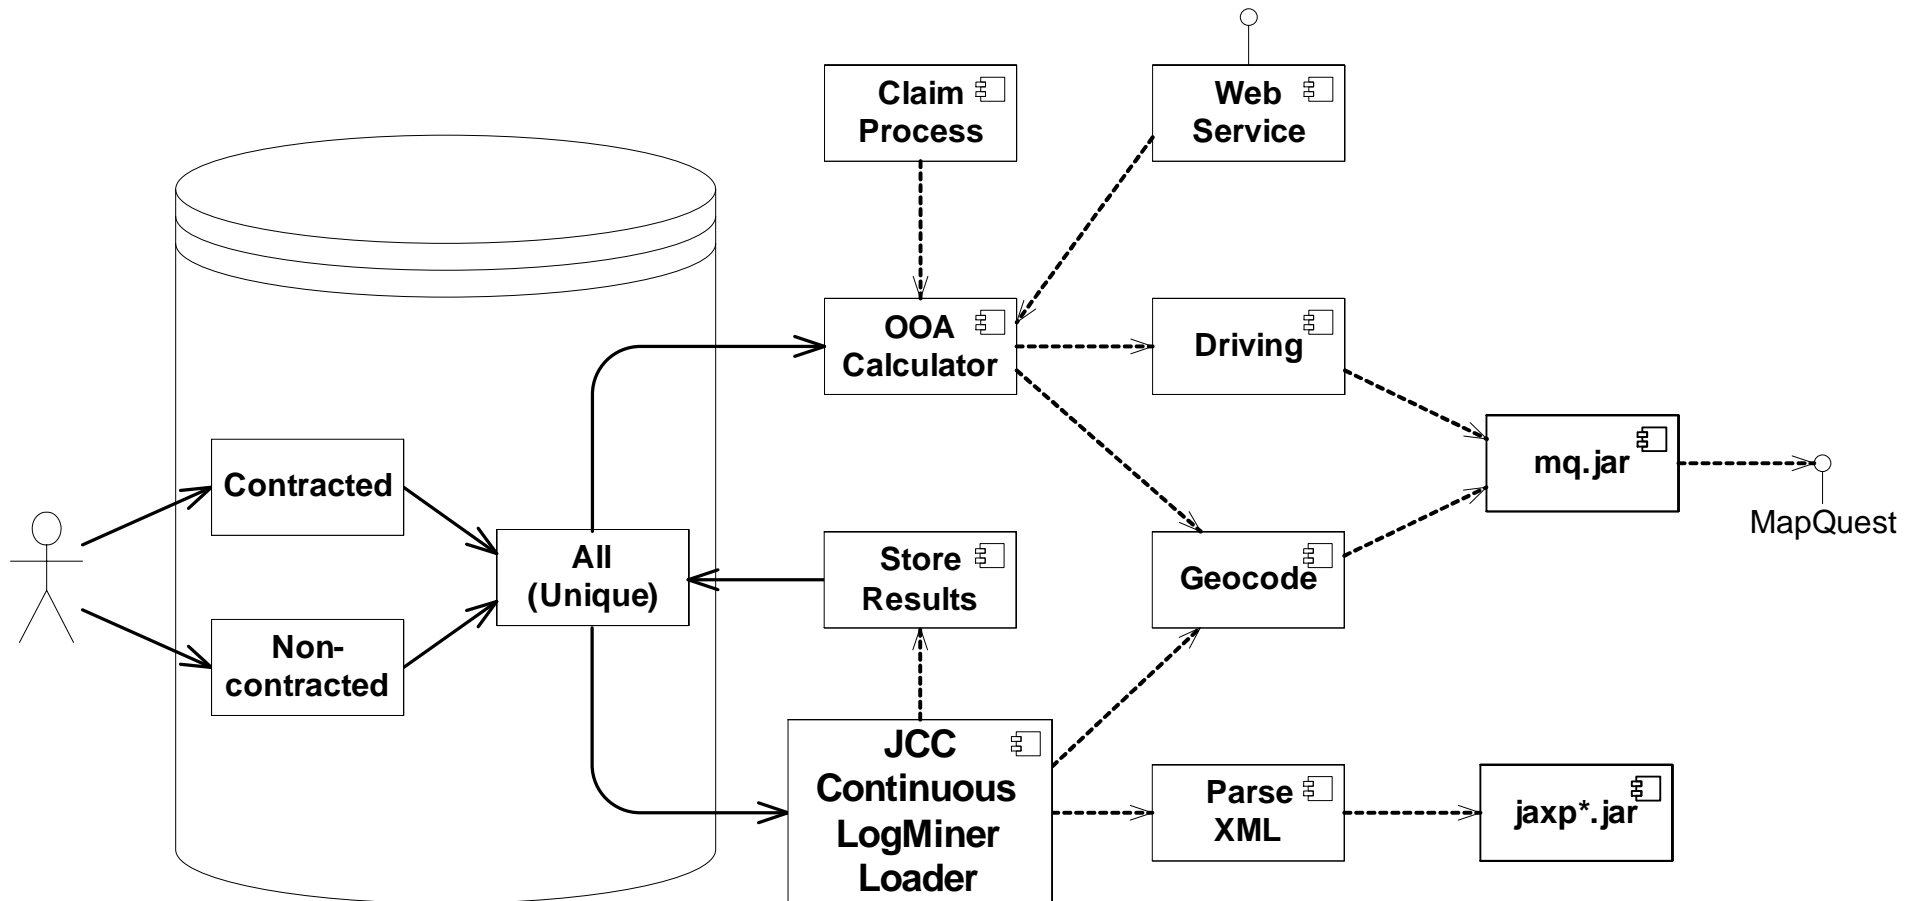 Claim
Process
Web
Service
OOA
Calculator
Driving
Contracted
mq.jar
MapQuest
All
(Unique)
Store
Results
Geocode
Non-
contracted
JCC
Continuous
LogMiner
Loader
Parse
XML
jaxp*.jar